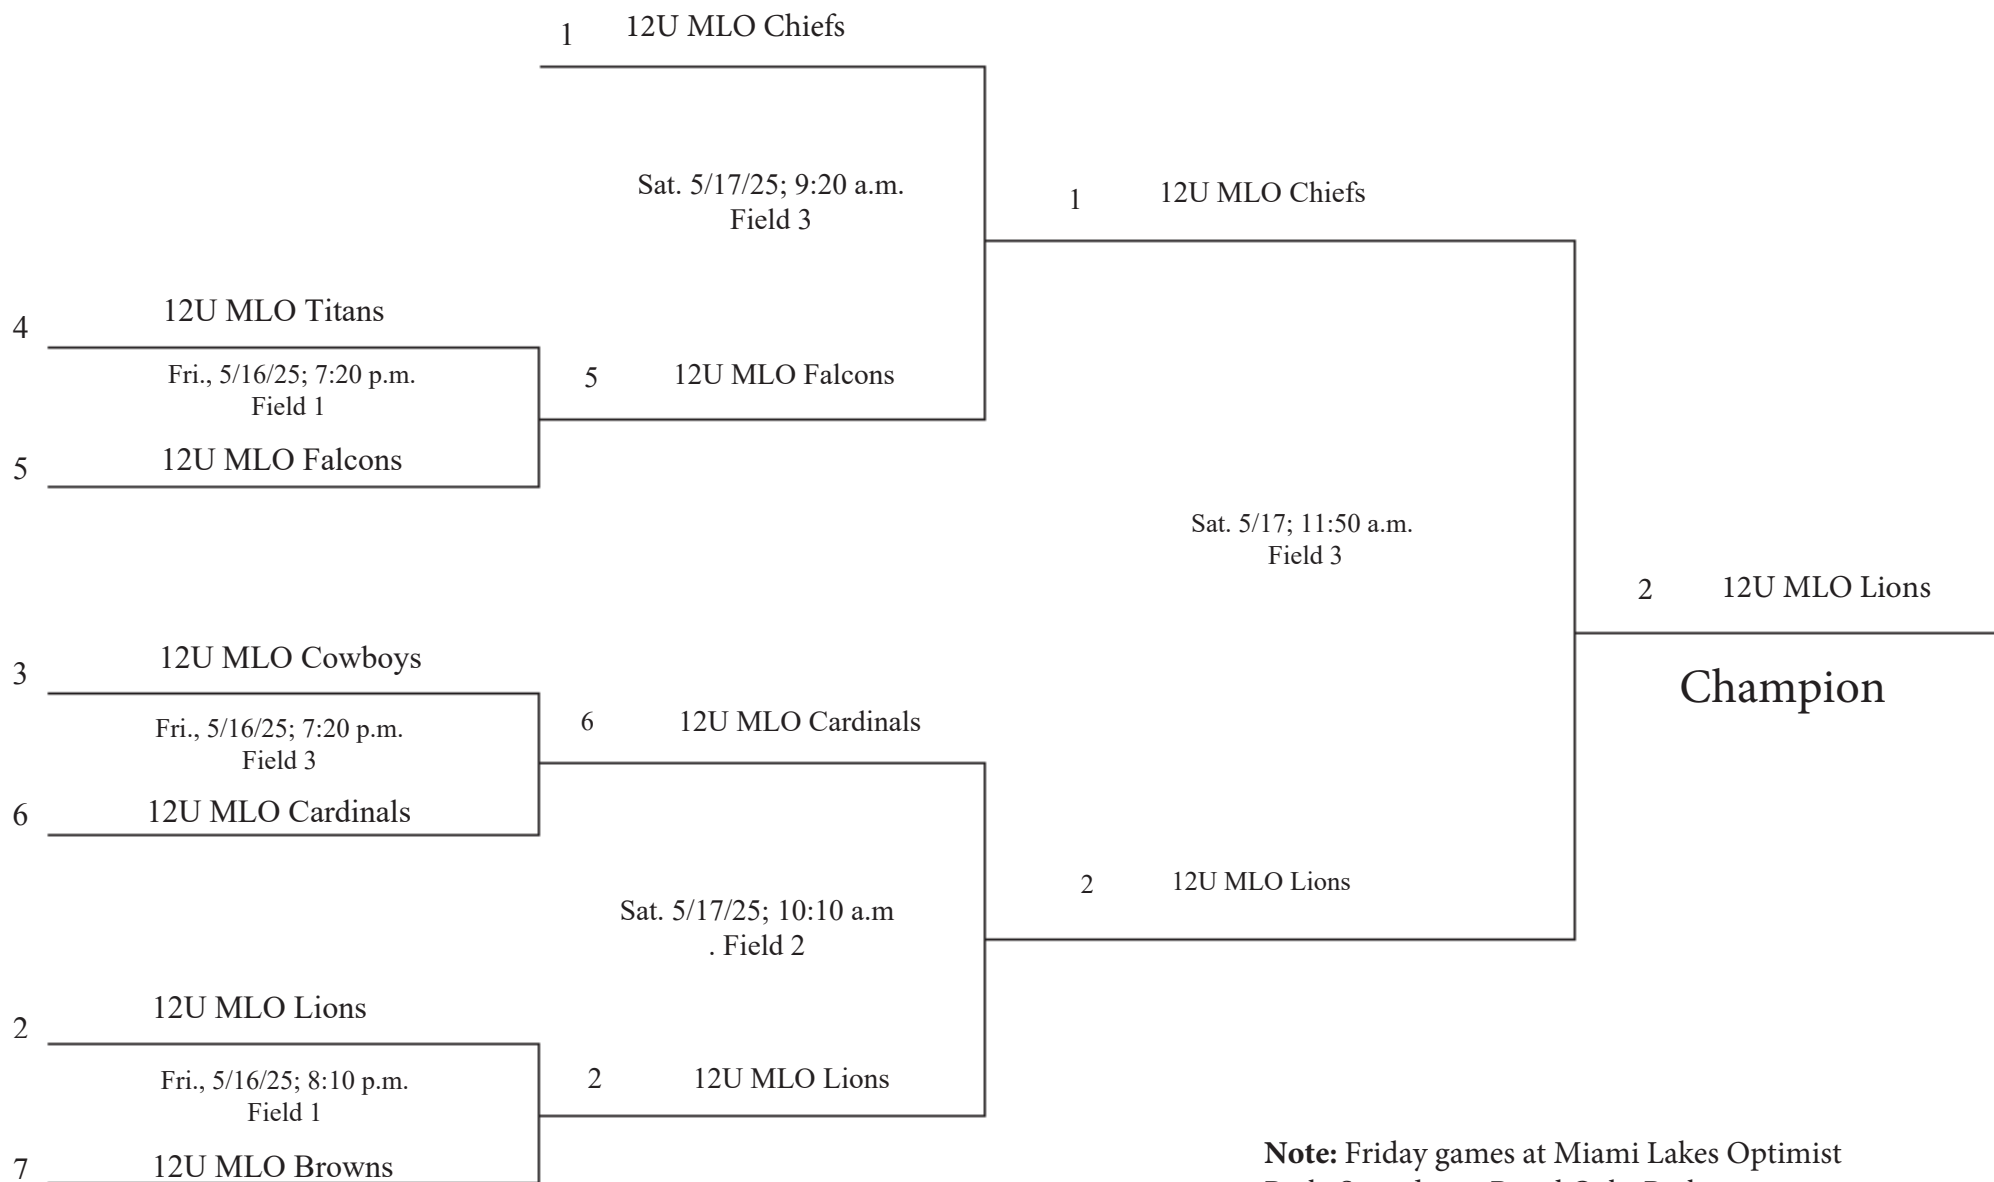 1 12U MLO Chiefs
Sat. 5/17/25; 9:20 a.m.
Field 3
1 12U MLO Chiefs
4 12U MLO Titans
Fri., 5/16/25; 7:20 p.m.
Field 1
5 12U MLO Falcons
5 12U MLO Falcons
Sat. 5/17; 11:50 a.m.
Field 3
2 12U MLO Lions
Champion
3 12U MLO Cowboys
Fri., 5/16/25; 7:20 p.m.
Field 3
6 12U MLO Cardinals
6 12U MLO Cardinals
Sat. 5/17/25; 10:10 a.m
. Field 2
2 12U MLO Lions
2 12U MLO Lions
Fri., 5/16/25; 8:10 p.m.
Field 1
2 12U MLO Lions
7 12U MLO Browns
Note: Friday games at Miami Lakes Optimist